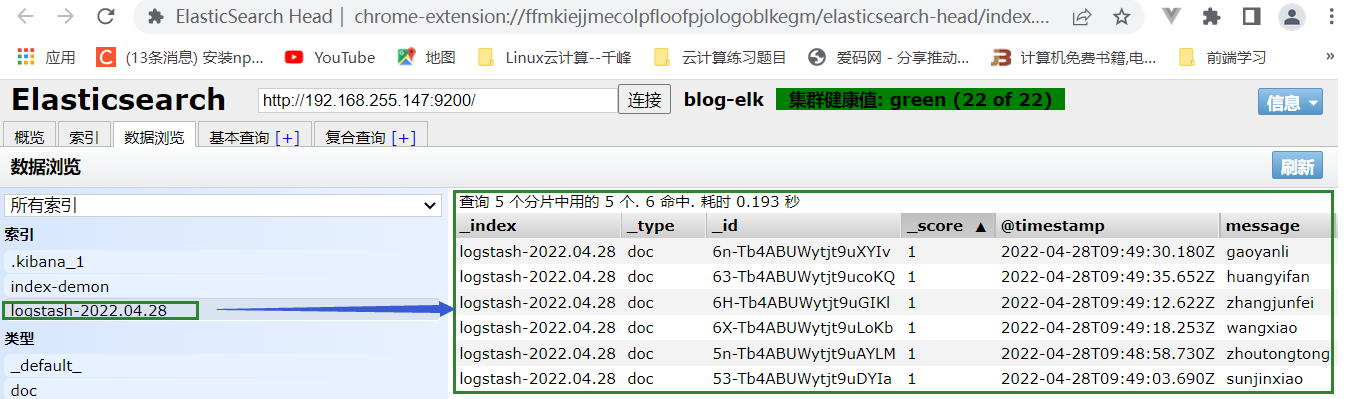 ElasticSearch Head | chrome-extension://ffmkiejjmecolpfloofpjologoblkegm/elasticsearch-head/index....
应用 (13条消息) 安装np... YouTube 地图 Linux云计算--千峰 云计算练习题目 爱码网 - 分享推动... 计算机免费书籍,电... 前端学习 »
Elasticsearch http://192.168.255.147:9200/ 连接 blog-elk 集群健康值: green (22 of 22) 信息
概览 索引 数据浏览 基本查询 [+] 复合查询 [+]
数据浏览 刷新
所有索引
索引
.kibana_1
index-demon
logstash-2022.04.28
类型
_default_
doc
查询 5 个分片中用的 5 个. 6 命中. 耗时 0.193 秒
_index _type _id _score ▲ @timestamp message
logstash-2022.04.28 doc 6n-Tb4ABUWytjt9uXYIv 1 2022-04-28T09:49:30.180Z gaoyanli
logstash-2022.04.28 doc 63-Tb4ABUWytjt9ucoKQ 1 2022-04-28T09:49:35.652Z huangyifan
logstash-2022.04.28 doc 6H-Tb4ABUWytjt9uGIKl 1 2022-04-28T09:49:12.622Z zhangjunfei
logstash-2022.04.28 doc 6X-Tb4ABUWytjt9uLoKb 1 2022-04-28T09:49:18.253Z wangxiao
logstash-2022.04.28 doc 5n-Tb4ABUWytjt9uAYLM 1 2022-04-28T09:48:58.730Z zhoutongtong
logstash-2022.04.28 doc 53-Tb4ABUWytjt9uDYIa 1 2022-04-28T09:49:03.690Z sunjinxiao